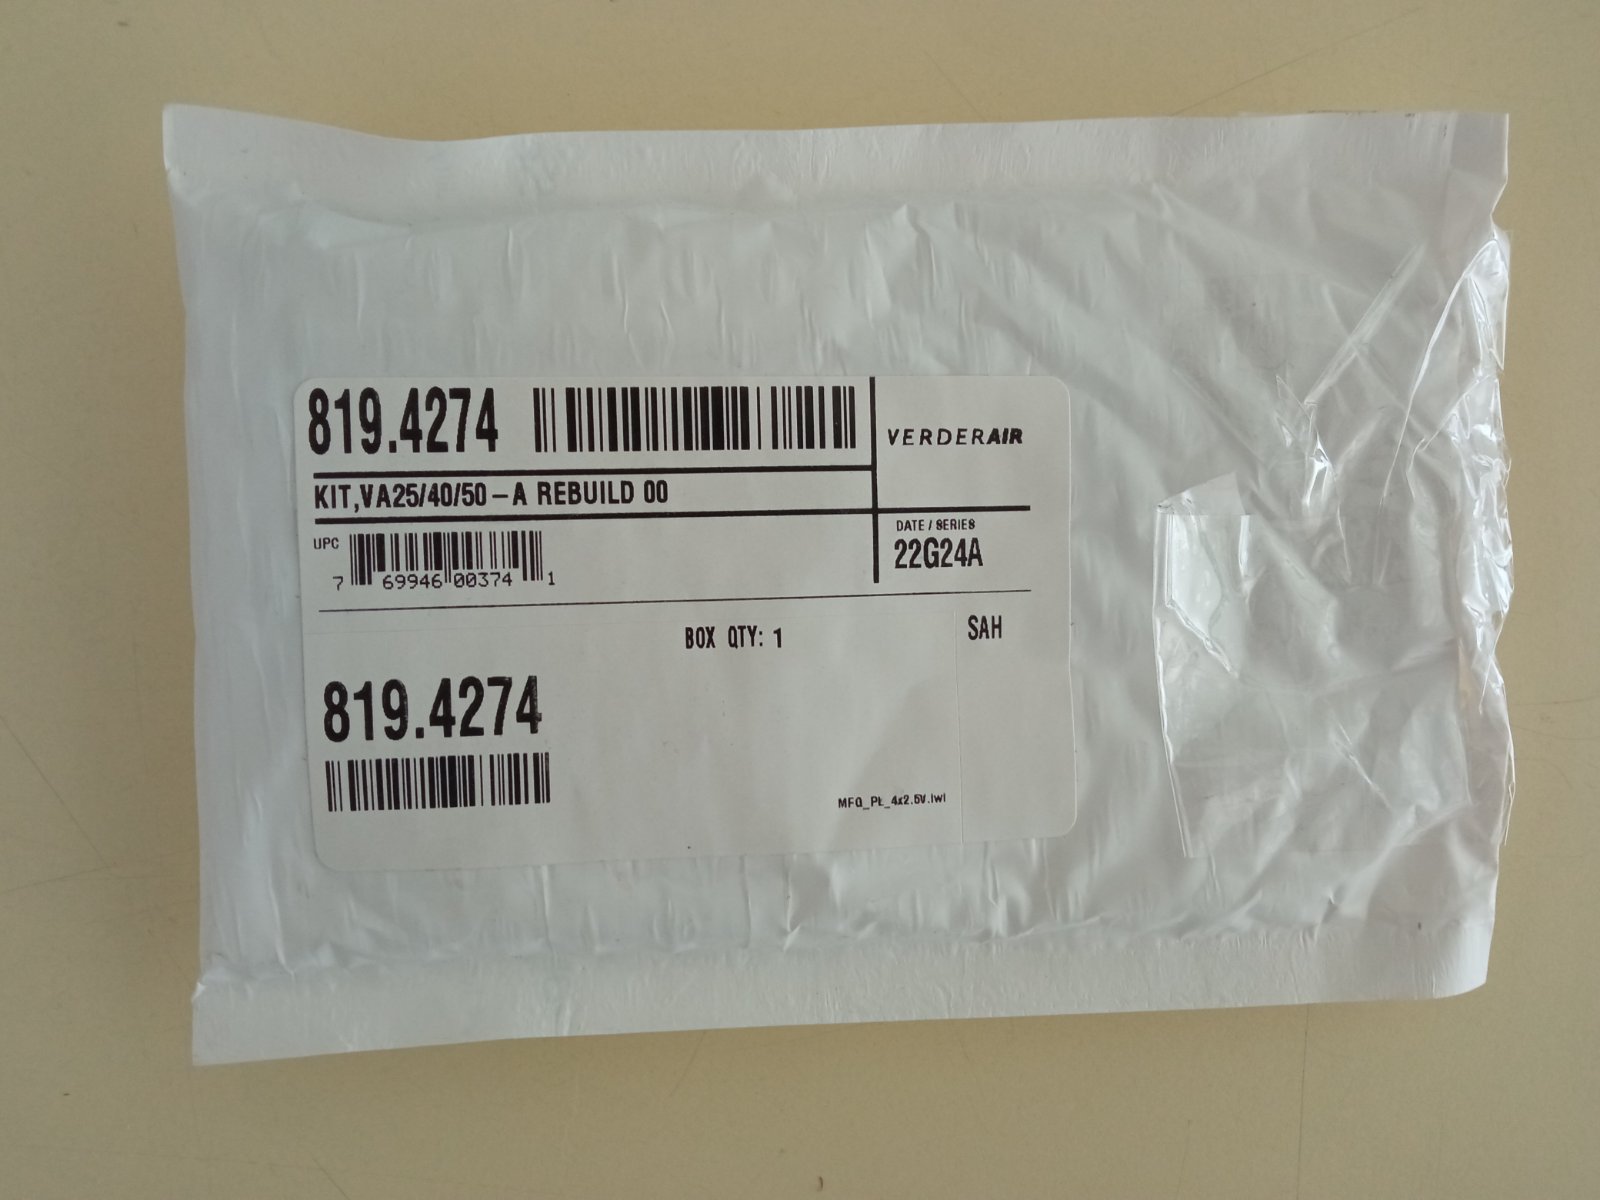 819.4274
VERDERAIR
KIT,VA25/40/50-A REBUILD 00
DATE / SERIES
22G24A
UPC
7 69946 00374 1
BOX QTY: 1
SAH
819.4274
MFG_PL_4x2.5V.lwl